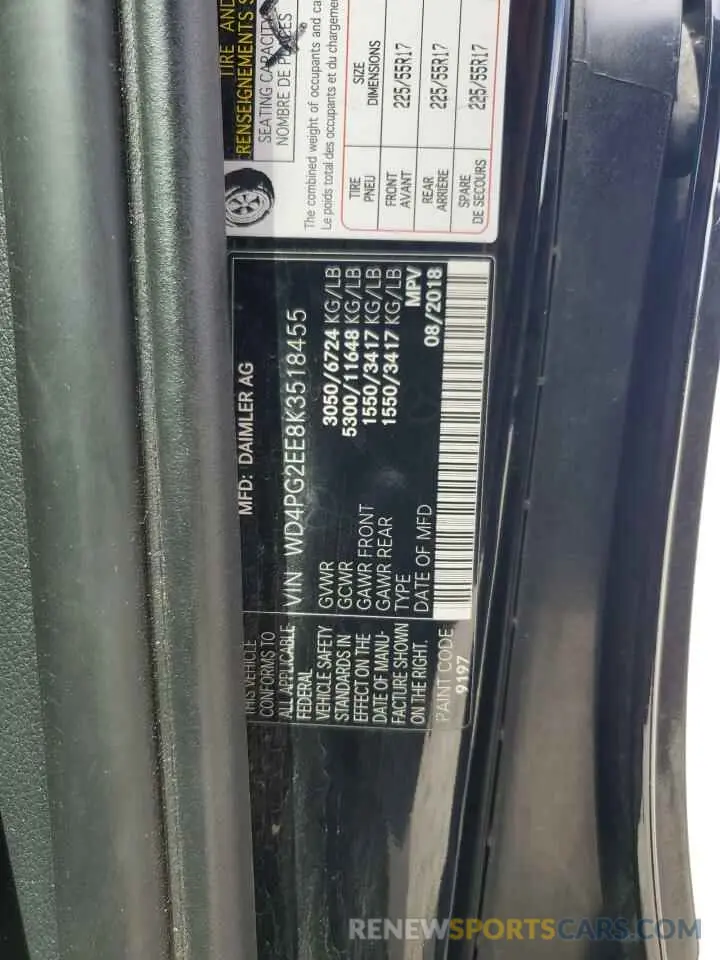 TIRE AND
RENSEIGNEMENTS S
SEATING CAPACITY
NOMBRE DE PLACES
The combined weight of occupants and ca
Le poids total des occupants et du chargemen
TIRE SIZE
PNEU DIMENSIONS
FRONT 225/55R17
AVANT
REAR 225/55R17
ARRIÈRE
SPARE 225/55R17
DE SECOURS
MFD: DAIMLER AG
VIN WD4PG2EE8K3518455
GVWR 3050/6724 KG/LB
GCWR 5300/11648 KG/LB
GAWR FRONT 1550/3417 KG/LB
GAWR REAR 1550/3417 KG/LB
TYPE MPV
DATE OF MFD 08/2018
THIS VEHICLE
CONFORMS TO
ALL APPLICABLE
FEDERAL
VEHICLE SAFETY
STANDARDS IN
EFFECT ON THE
DATE OF MANU-
FACTURE SHOWN
ON THE RIGHT.
PAINT CODE
9197
RENEWSPORTSCARS.COM